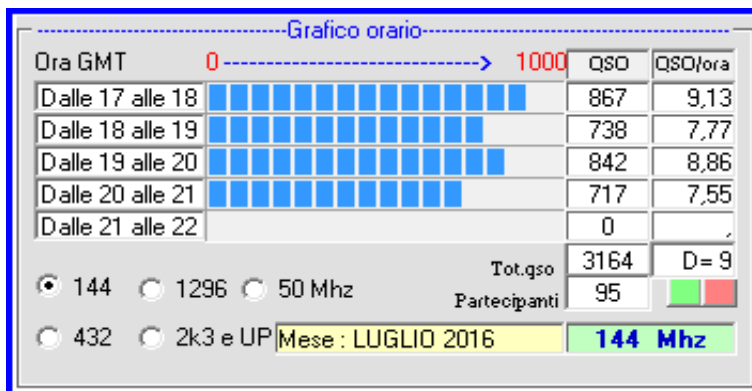 Grafico orario
Ora GMT 0 ----------------------------> 1000 QSO QSO/ora
Dalle 17 alle 18 867 9,13
Dalle 18 alle 19 738 7,77
Dalle 19 alle 20 842 8,86
Dalle 20 alle 21 717 7,55
Dalle 21 alle 22 0 ,
Tot.qso 3164 D= 9
144 1296 50 Mhz Partecipanti 95
432 2k3 e UP Mese : LUGLIO 2016 144 Mhz